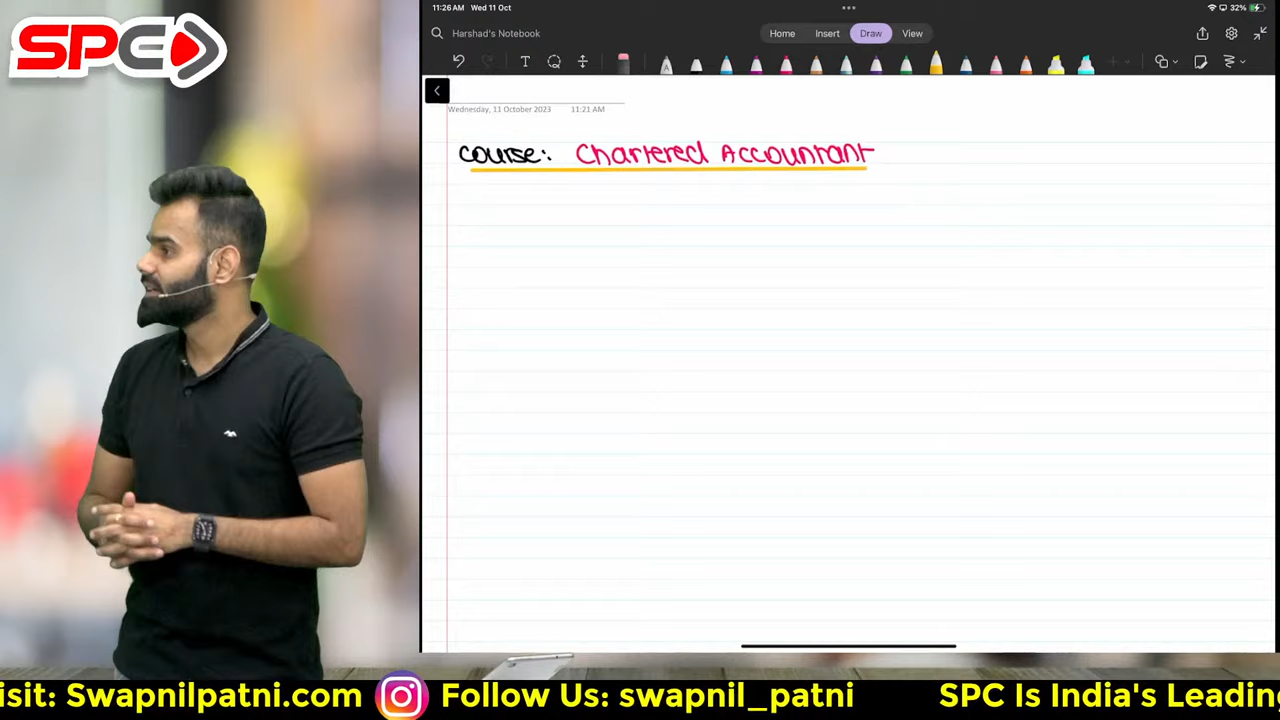 11:26 AM Wed 11 Oct
32%
SPC
Harshad's Notebook
Home Insert Draw View
Wednesday, 11 October 2023 11:21 AM
Course: Chartered Accountant
isit: Swapnilpatni.com Follow Us: swapnil_patni SPC Is India's Leading